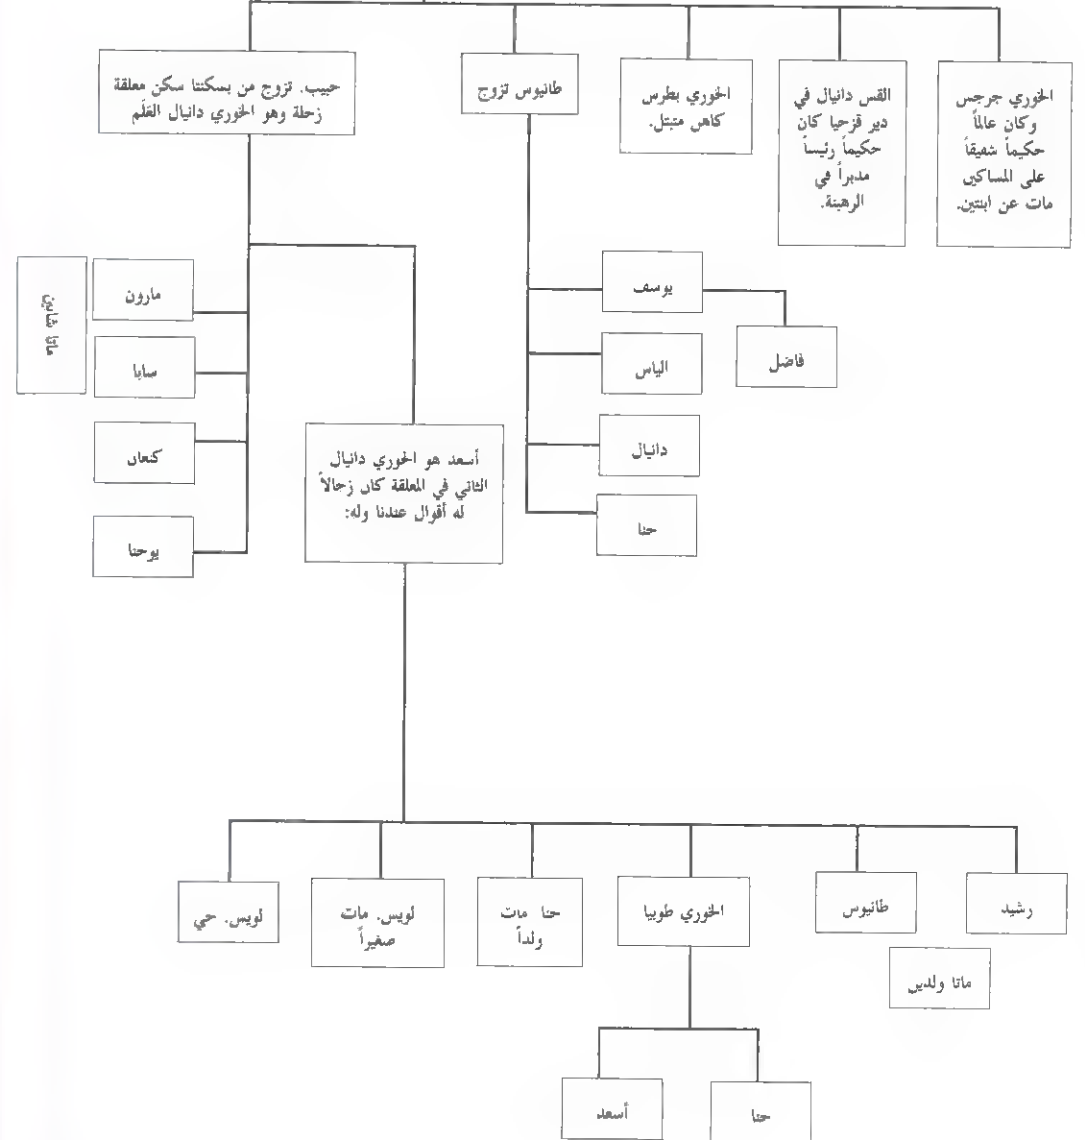 الخوري جرجس
وكان عالماً
حكيماً شفيقاً
على المساكين
مات عن ابنتين.
القس دانيال في
دير قزحيا كان
حكيماً رئيساً
مدبراً في
الرهبنة.
الخوري بطرس
كاهن متبتل.
طانيوس تزوج
حبيب. تزوج من بسكنتا سكن معلقة
زحلة وهو الخوري دانيال العَلَم
يوسف
فاضل
الياس
دانيال
حنا
مارون
سابا
كنعان
يوحنا
ماتا شابين
أسعد هو الخوري دانيال
الثاني في المعلقة كان زجالاً
له أقوال عندنا وله:
رشيد
طانيوس
ماتا ولدين
الخوري طوبيا
حنا مات
ولداً
لويس. مات
صغيراً
لويس. حي
حنا
أسعد